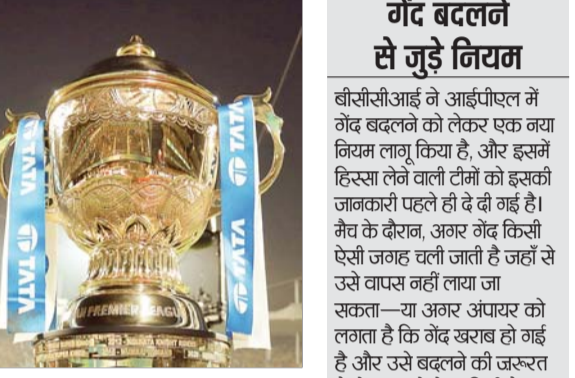 TATA
TATA
TATA
TATA
N PREMIER LEAGU
गेंद बदलने
से जुड़े नियम
बीसीसीआई ने आईपीएल में
गेंद बदलने को लेकर एक नया
नियम लागू किया है, और इसमें
हिस्सा लेने वाली टीमों को इसकी
जानकारी पहले ही दे दी गई है।
मैच के दौरान, अगर गेंद किसी
ऐसी जगह चली जाती है जहाँ से
उसे वापस नहीं लाया जा
सकता—या अगर अंपायर को
लगता है कि गेंद खराब हो गई
है और उसे बदलने की जरूरत